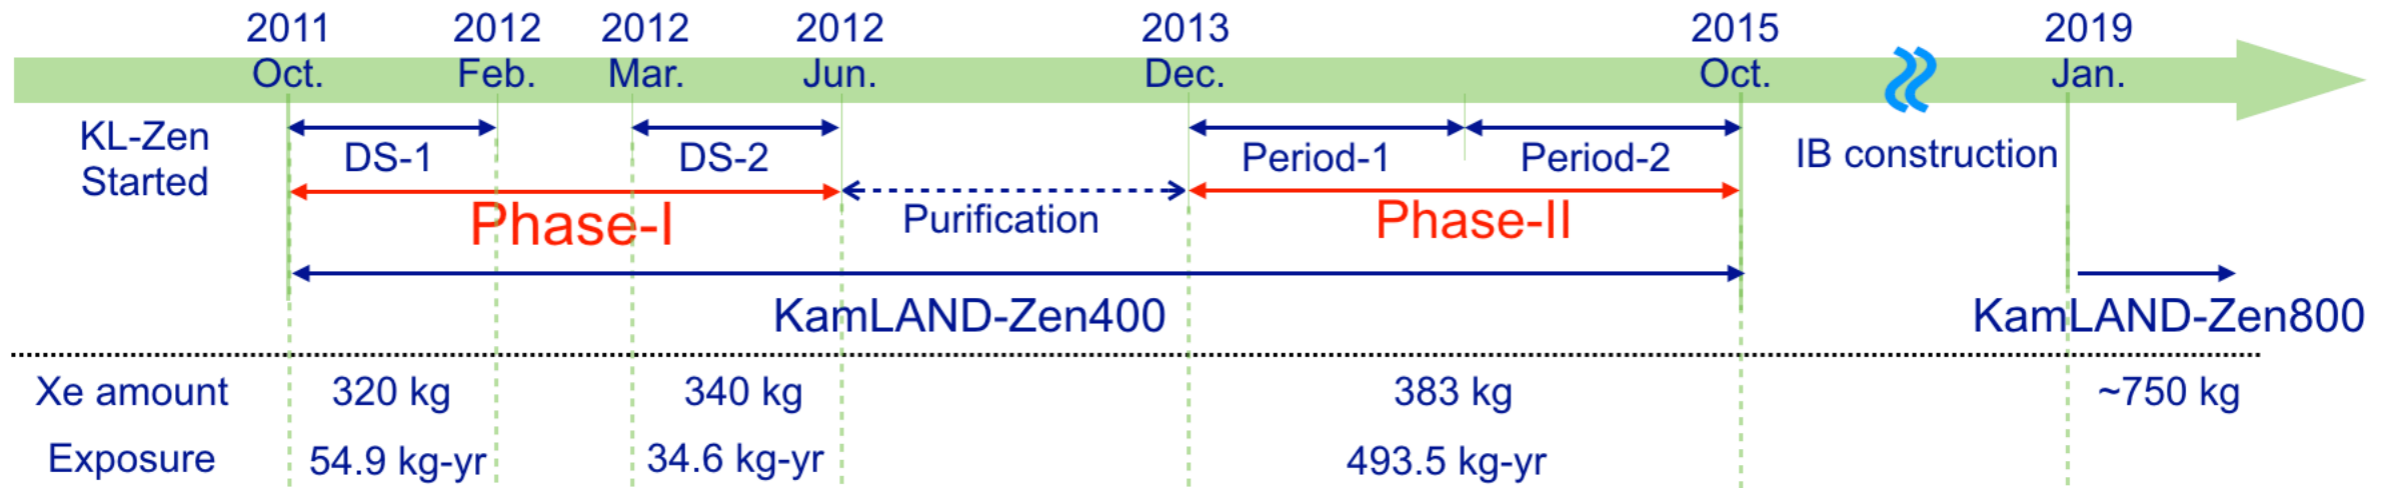 2011 2012 2012 2012 2013 2015 2019
Oct. Feb. Mar. Jun. Dec. Oct. Jan.
KL-Zen
Started
DS-1 DS-2 Period-1 Period-2 IB construction
Phase-I Purification Phase-II
KamLAND-Zen400 KamLAND-Zen800
Xe amount 320 kg 340 kg 383 kg ~750 kg
Exposure 54.9 kg-yr 34.6 kg-yr 493.5 kg-yr